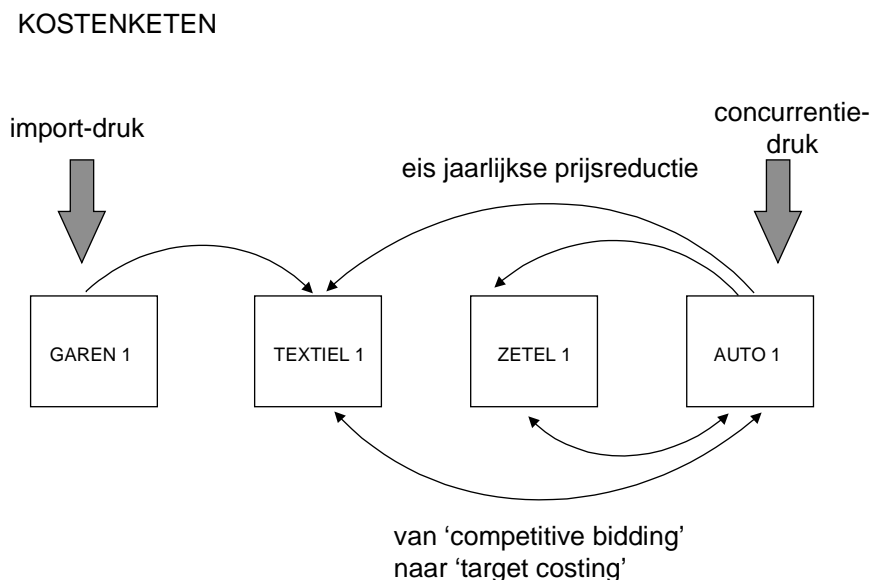 KOSTENKETEN
import-druk
concurrentie-
druk
eis jaarlijkse prijsreductie
GAREN 1
TEXTIEL 1
ZETEL 1
AUTO 1
van ‘competitive bidding’
naar ‘target costing’